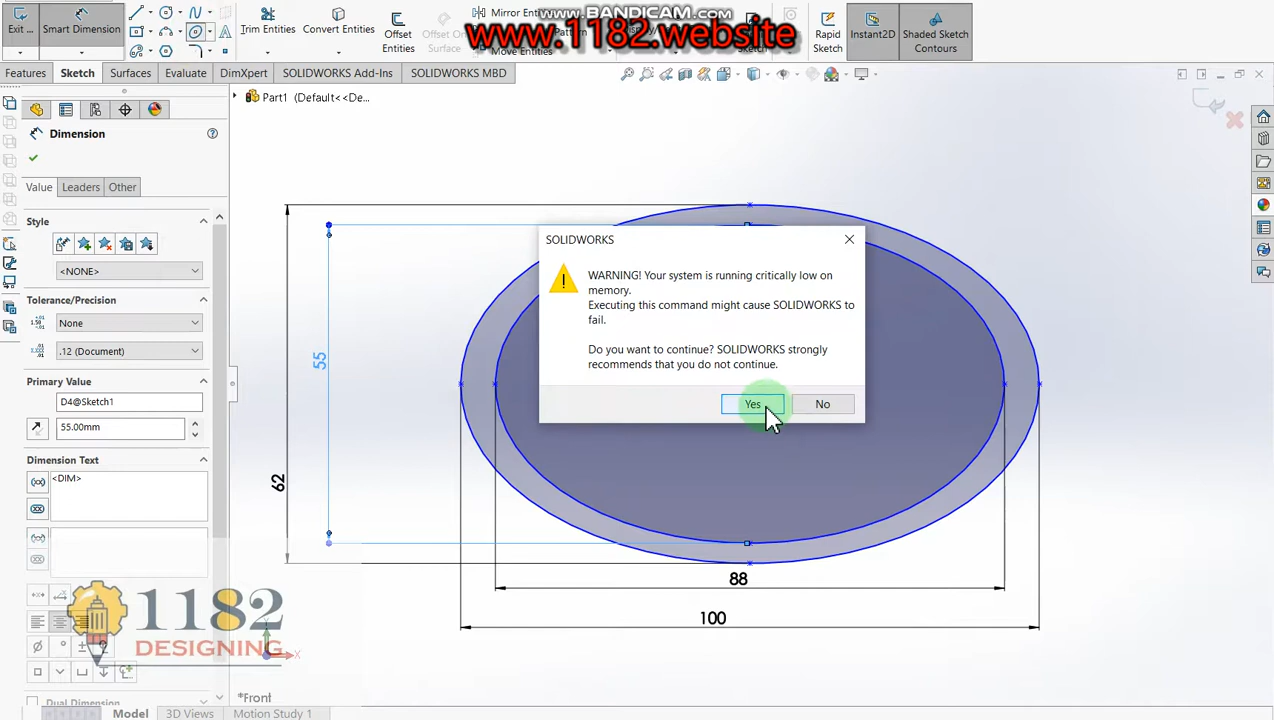 www.BANDICAM.com
www.1182.website
Exit ...
Smart Dimension
Trim Entities
Convert Entities
Offset
Entities
Offset On
Surface
Mirror Entities
Pattern
Move Entities
Rapid
Sketch
Instant2D
Shaded Sketch
Contours
Features
Sketch
Surfaces
Evaluate
DimXpert
SOLIDWORKS Add-Ins
SOLIDWORKS MBD
Part1 (Default<<De...
Dimension
Value
Leaders
Other
Style
<NONE>
Tolerance/Precision
None
.12 (Document)
Primary Value
D4@Sketch1
55.00mm
Dimension Text
<DIM>
Dual Dimension
SOLIDWORKS
WARNING! Your system is running critically low on
memory.
Executing this command might cause SOLIDWORKS to
fail.
Do you want to continue? SOLIDWORKS strongly
recommends that you do not continue.
Yes
No
55
62
88
100
1182
DESIGNING
X
*Front
Model
3D Views
Motion Study 1